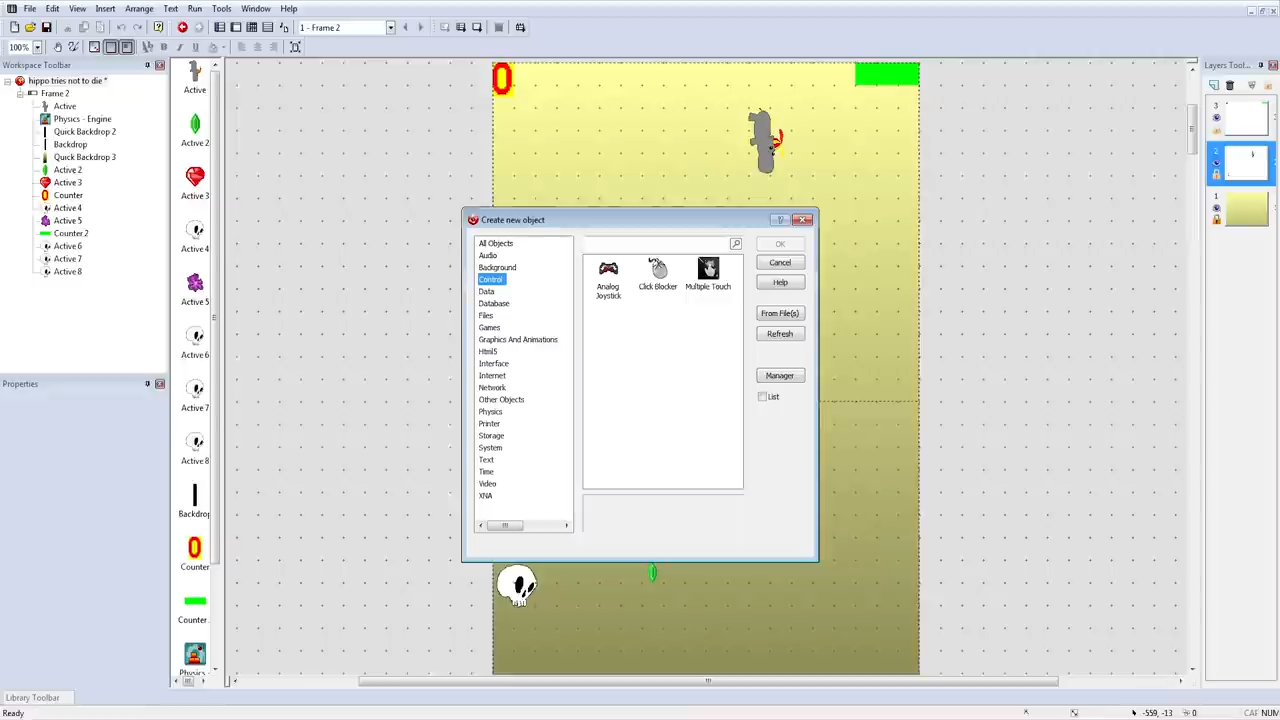 File Edit View Insert Arrange Text Run Tools Window Help
1 - Frame 2
100%
Workspace Toolbar
hippo tries not to die *
Frame 2
Active
Physics - Engine
Quick Backdrop 2
Backdrop
Quick Backdrop 3
Active 2
Active 3
Counter
Active 4
Active 5
Counter 2
Active 6
Active 7
Active 8
Properties
Library Toolbar
Ready
Active
Active 2
Active 3
Active 4
Active 5
Active 6
Active 7
Active 8
Backdrop
Counter
Counter
Physics
0
Create new object
All Objects
Audio
Background
Control
Data
Database
Files
Games
Graphics And Animations
Html5
Interface
Internet
Network
Other Objects
Physics
Printer
Storage
System
Text
Time
Video
XNA
Analog
Joystick
Click Blocker
Multiple Touch
OK
Cancel
Help
From File(s)
Refresh
Manager
List
Layers Tool...
3
2
1
-559, -13
0
CAF NUM